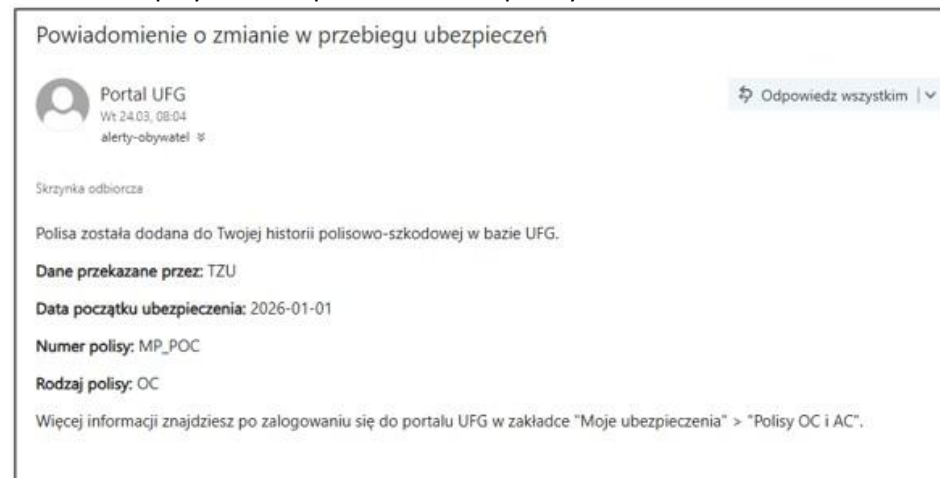 Powiadomienie o zmianie w przebiegu ubezpieczeń
Portal UFG
Wt 24.03, 08:04
alerty-obywatel
Odpowiedz wszystkim
Skrzynka odbiorcza
Polisa została dodana do Twojej historii polisowo-szkodowej w bazie UFG.
Dane przekazane przez: TZU
Data początku ubezpieczenia: 2026-01-01
Numer polisy: MP_POC
Rodzaj polisy: OC
Więcej informacji znajdziesz po zalogowaniu się do portalu UFG w zakładce "Moje ubezpieczenia" > "Polisy OC i AC".